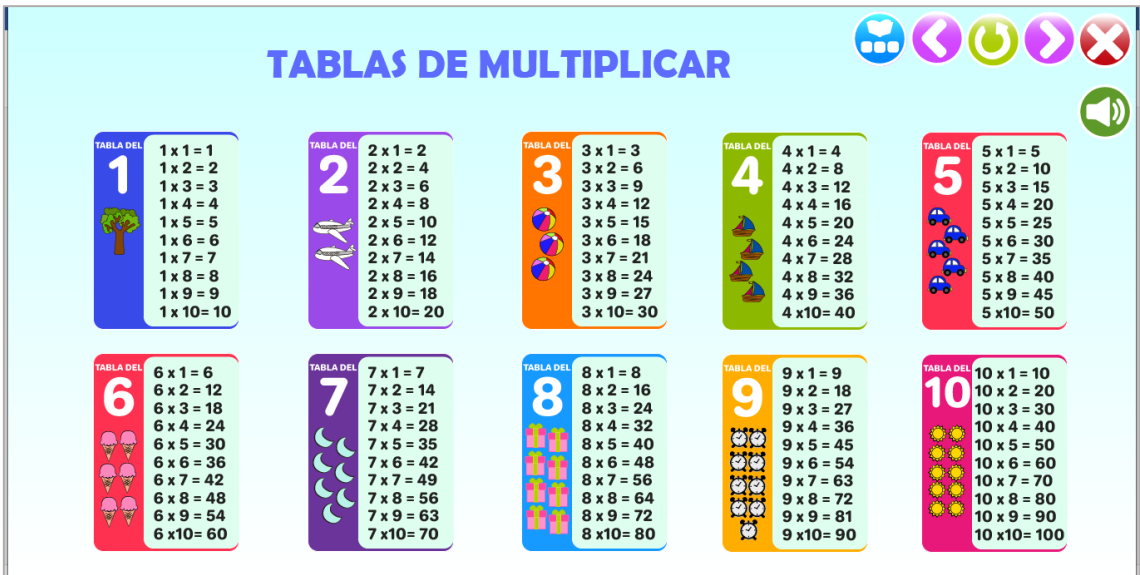 TABLAS DE MULTIPLICAR
TABLA DEL
1
1 x 1 = 1
1 x 2 = 2
1 x 3 = 3
1 x 4 = 4
1 x 5 = 5
1 x 6 = 6
1 x 7 = 7
1 x 8 = 8
1 x 9 = 9
1 x 10= 10
TABLA DEL
2
2 x 1 = 2
2 x 2 = 4
2 x 3 = 6
2 x 4 = 8
2 x 5 = 10
2 x 6 = 12
2 x 7 = 14
2 x 8 = 16
2 x 9 = 18
2 x 10= 20
TABLA DEL
3
3 x 1 = 3
3 x 2 = 6
3 x 3 = 9
3 x 4 = 12
3 x 5 = 15
3 x 6 = 18
3 x 7 = 21
3 x 8 = 24
3 x 9 = 27
3 x 10= 30
TABLA DEL
4
4 x 1 = 4
4 x 2 = 8
4 x 3 = 12
4 x 4 = 16
4 x 5 = 20
4 x 6 = 24
4 x 7 = 28
4 x 8 = 32
4 x 9 = 36
4 x10= 40
TABLA DEL
5
5 x 1 = 5
5 x 2 = 10
5 x 3 = 15
5 x 4 = 20
5 x 5 = 25
5 x 6 = 30
5 x 7 = 35
5 x 8 = 40
5 x 9 = 45
5 x10= 50
TABLA DEL
6
6 x 1 = 6
6 x 2 = 12
6 x 3 = 18
6 x 4 = 24
6 x 5 = 30
6 x 6 = 36
6 x 7 = 42
6 x 8 = 48
6 x 9 = 54
6 x10= 60
TABLA DEL
7
7 x 1 = 7
7 x 2 = 14
7 x 3 = 21
7 x 4 = 28
7 x 5 = 35
7 x 6 = 42
7 x 7 = 49
7 x 8 = 56
7 x 9 = 63
7 x10= 70
TABLA DEL
8
8 x 1 = 8
8 x 2 = 16
8 x 3 = 24
8 x 4 = 32
8 x 5 = 40
8 x 6 = 48
8 x 7 = 56
8 x 8 = 64
8 x 9 = 72
8 x10= 80
TABLA DEL
9
9 x 1 = 9
9 x 2 = 18
9 x 3 = 27
9 x 4 = 36
9 x 5 = 45
9 x 6 = 54
9 x 7 = 63
9 x 8 = 72
9 x 9 = 81
9 x10= 90
TABLA DEL
10
10 x 1 = 10
10 x 2 = 20
10 x 3 = 30
10 x 4 = 40
10 x 5 = 50
10 x 6 = 60
10 x 7 = 70
10 x 8 = 80
10 x 9 = 90
10 x10= 100